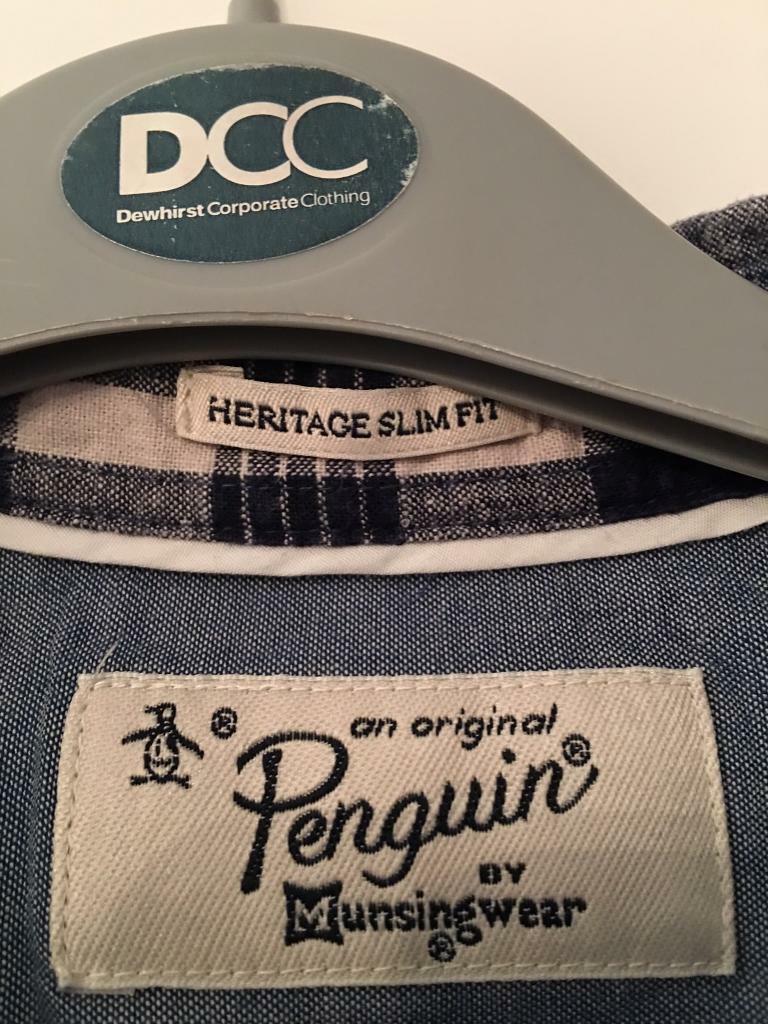 DCC
Dewhirst Corporate Clothing
HERITAGE SLIM FIT
® an original
Penguin®
BY
Munsingwear
®